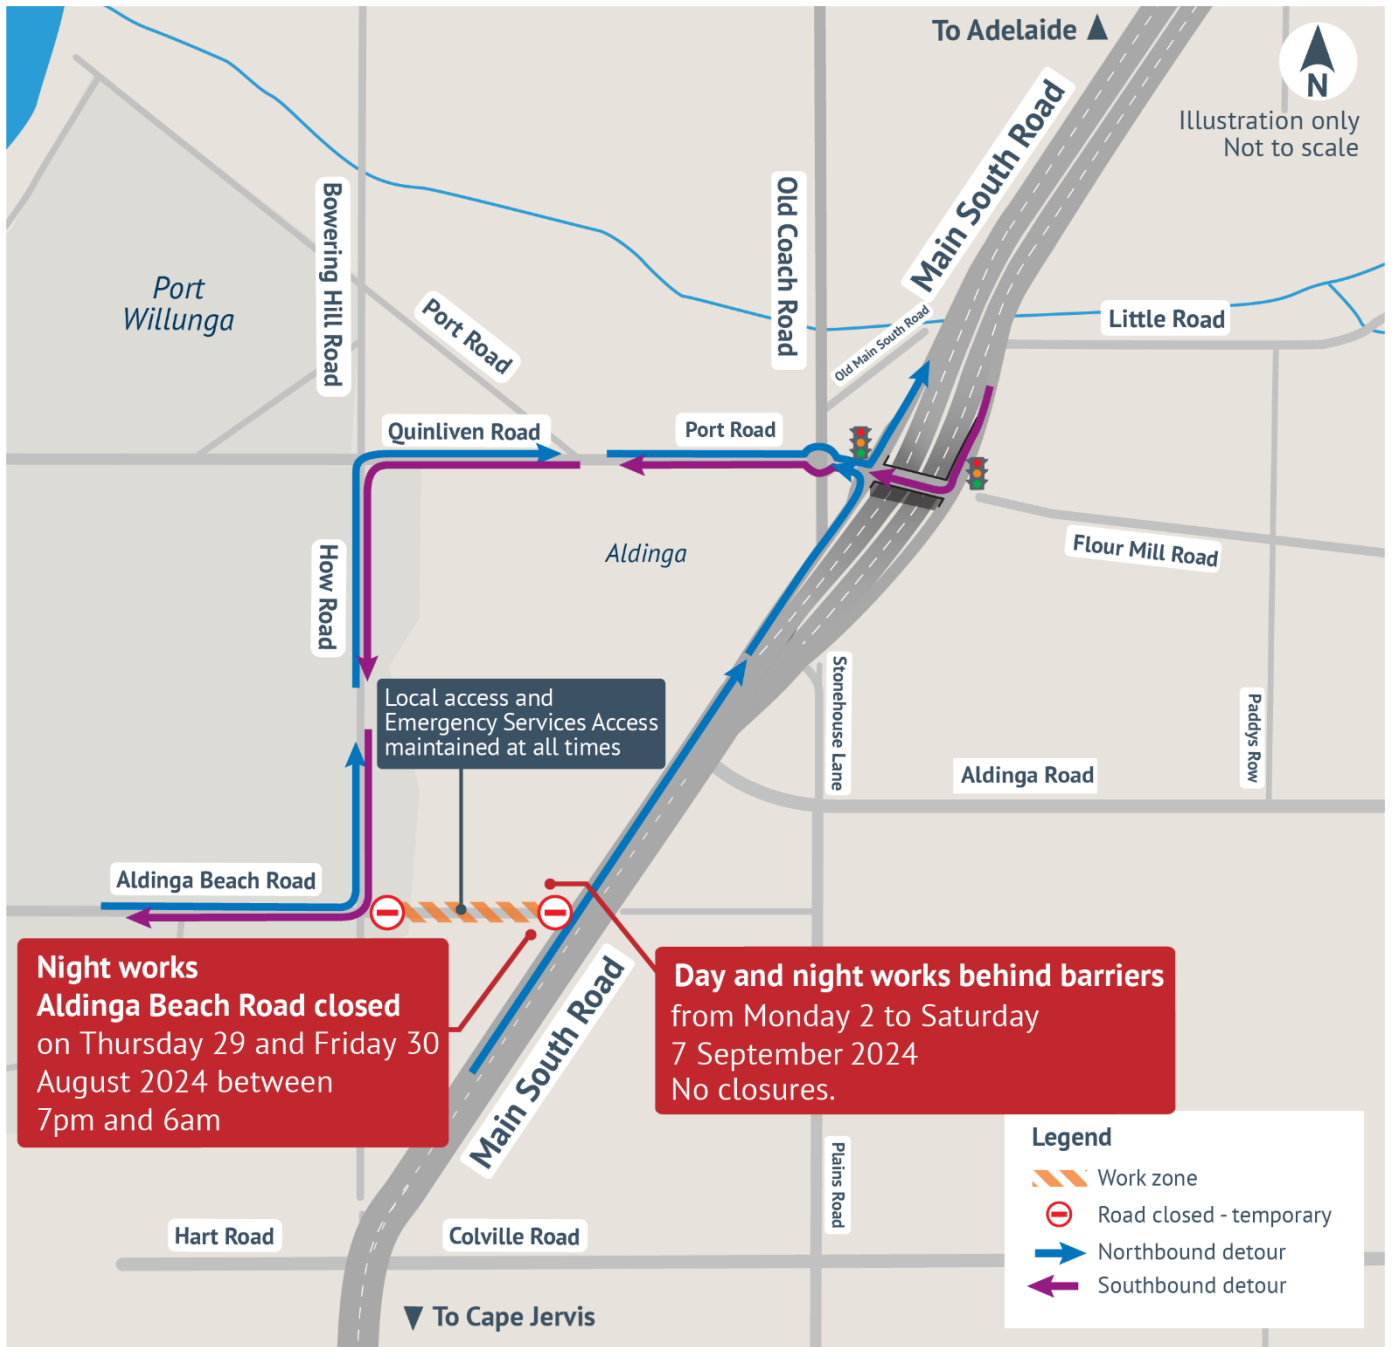 To Adelaide
N
Illustration only
Not to scale
Main South Road
Bowering Hill Road
Old Coach Road
Port
Willunga
Port Road
Old Main South Road
Little Road
Quinliven Road
Port Road
How Road
Aldinga
Flour Mill Road
Stonehouse Lane
Paddys Row
Local access and
Emergency Services Access
maintained at all times
Aldinga Road
Aldinga Beach Road
Night works
Aldinga Beach Road closed
on Thursday 29 and Friday 30
August 2024 between
7pm and 6am
Main South Road
Day and night works behind barriers
from Monday 2 to Saturday
7 September 2024
No closures.
Plains Road
Hart Road
Colville Road
To Cape Jervis
Legend
Work zone
Road closed - temporary
Northbound detour
Southbound detour